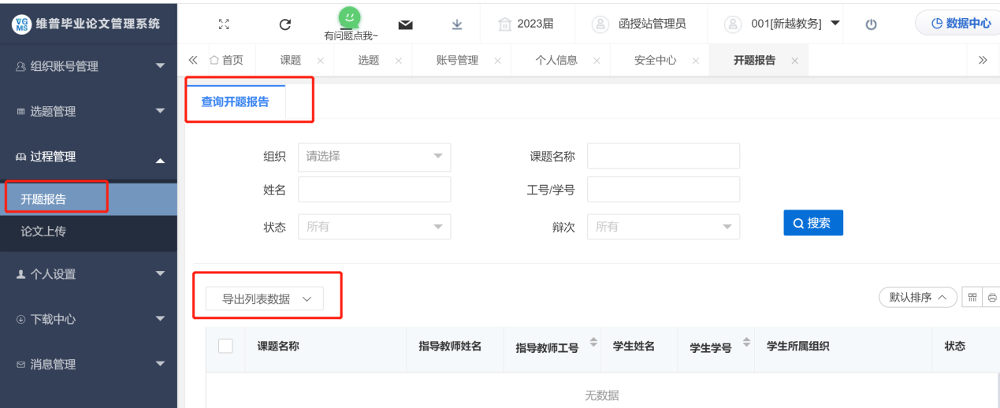 VG MS 维普毕业论文管理系统
有问题点我~
2023届
函授站管理员
001[新越教务]
数据中心
组织账号管理
选题管理
过程管理
开题报告
论文上传
个人设置
下载中心
消息管理
首页
课题
选题
账号管理
个人信息
安全中心
开题报告
查询开题报告
组织 请选择
课题名称
姓名
工号/学号
状态 所有
辩次 所有
搜索
导出列表数据
默认排序
课题名称 指导教师姓名 指导教师工号 学生姓名 学生学号 学生所属组织 状态
无数据